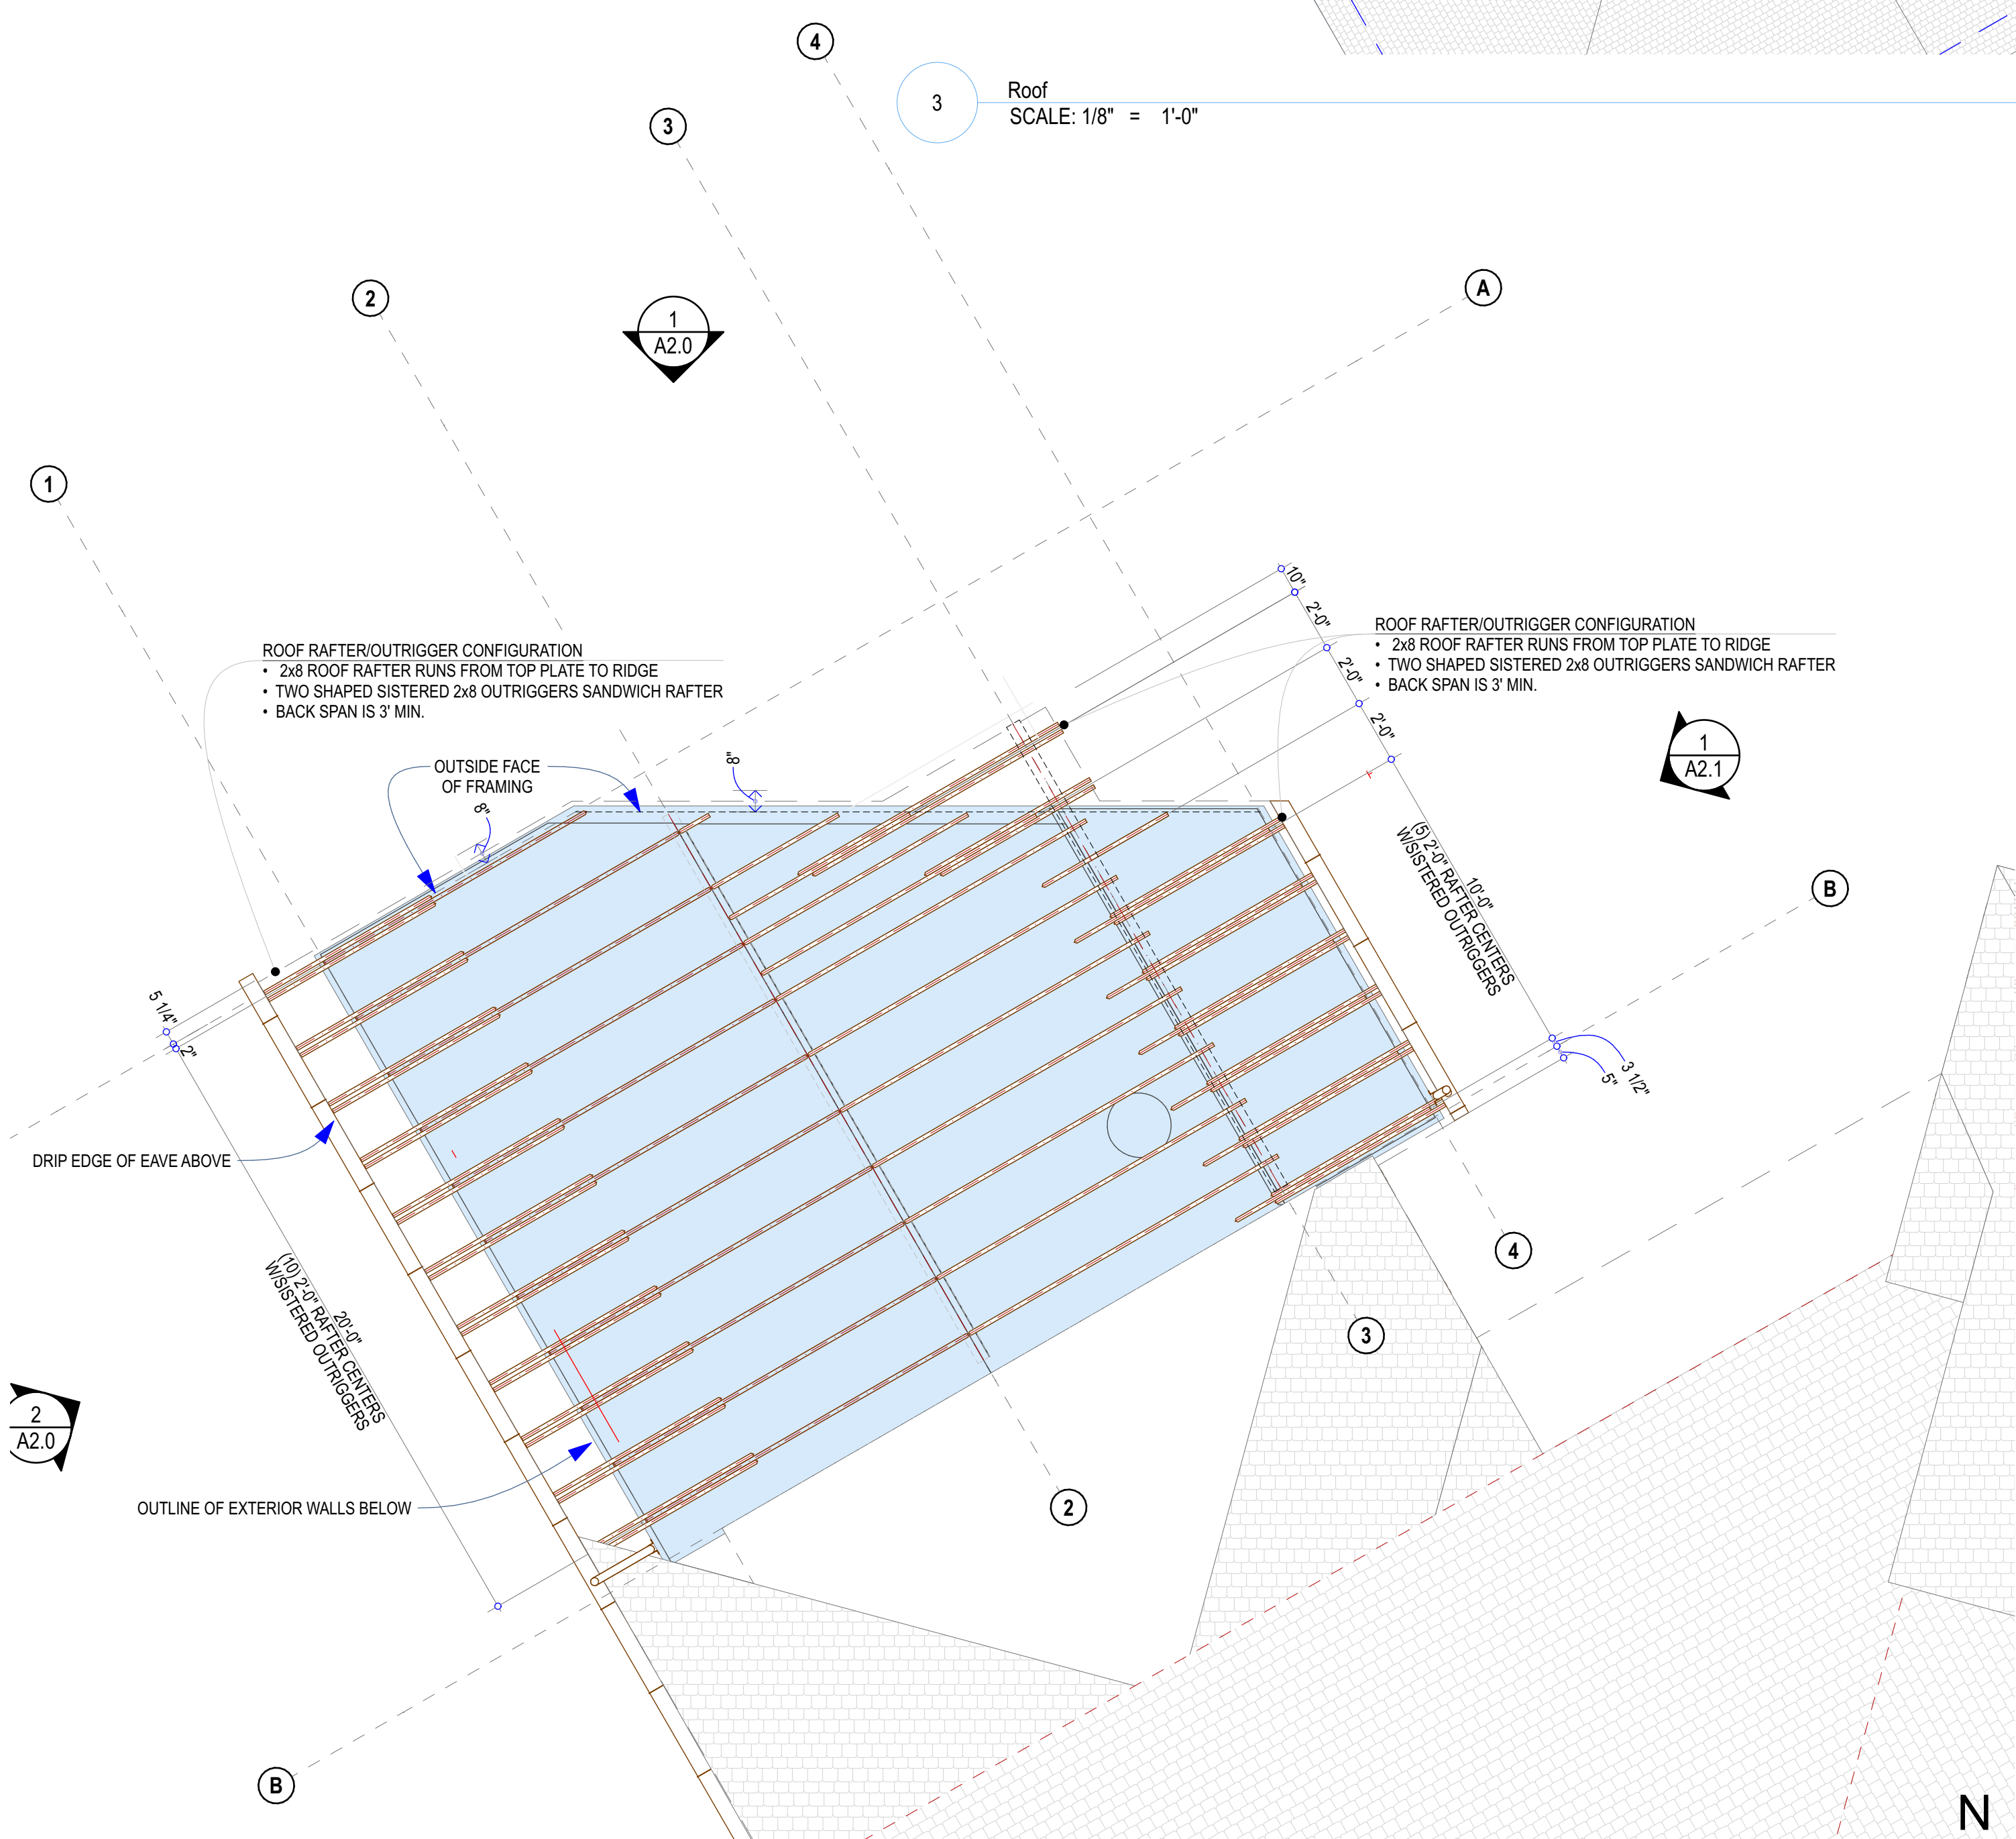 4
3
Roof
SCALE: 1/8" = 1'-0"
3
2
A
1
A2.0
1
10"
2'-0"
2'-0"
2'-0"
ROOF RAFTER/OUTRIGGER CONFIGURATION
• 2x8 ROOF RAFTER RUNS FROM TOP PLATE TO RIDGE
• TWO SHAPED SISTERED 2x8 OUTRIGGERS SANDWICH RAFTER
• BACK SPAN IS 3' MIN.
ROOF RAFTER/OUTRIGGER CONFIGURATION
• 2x8 ROOF RAFTER RUNS FROM TOP PLATE TO RIDGE
• TWO SHAPED SISTERED 2x8 OUTRIGGERS SANDWICH RAFTER
• BACK SPAN IS 3' MIN.
1
A2.1
OUTSIDE FACE
OF FRAMING
8"
8"
10'-0"
(5) 2'-0" RAFTER CENTERS
W/SISTERED OUTRIGGERS
B
5 1/4"
2"
3 1/2"
5"
DRIP EDGE OF EAVE ABOVE
4
3
20'-0"
(10) 2'-0" RAFTER CENTERS
W/SISTERED OUTRIGGERS
2
A2.0
OUTLINE OF EXTERIOR WALLS BELOW
2
B
N